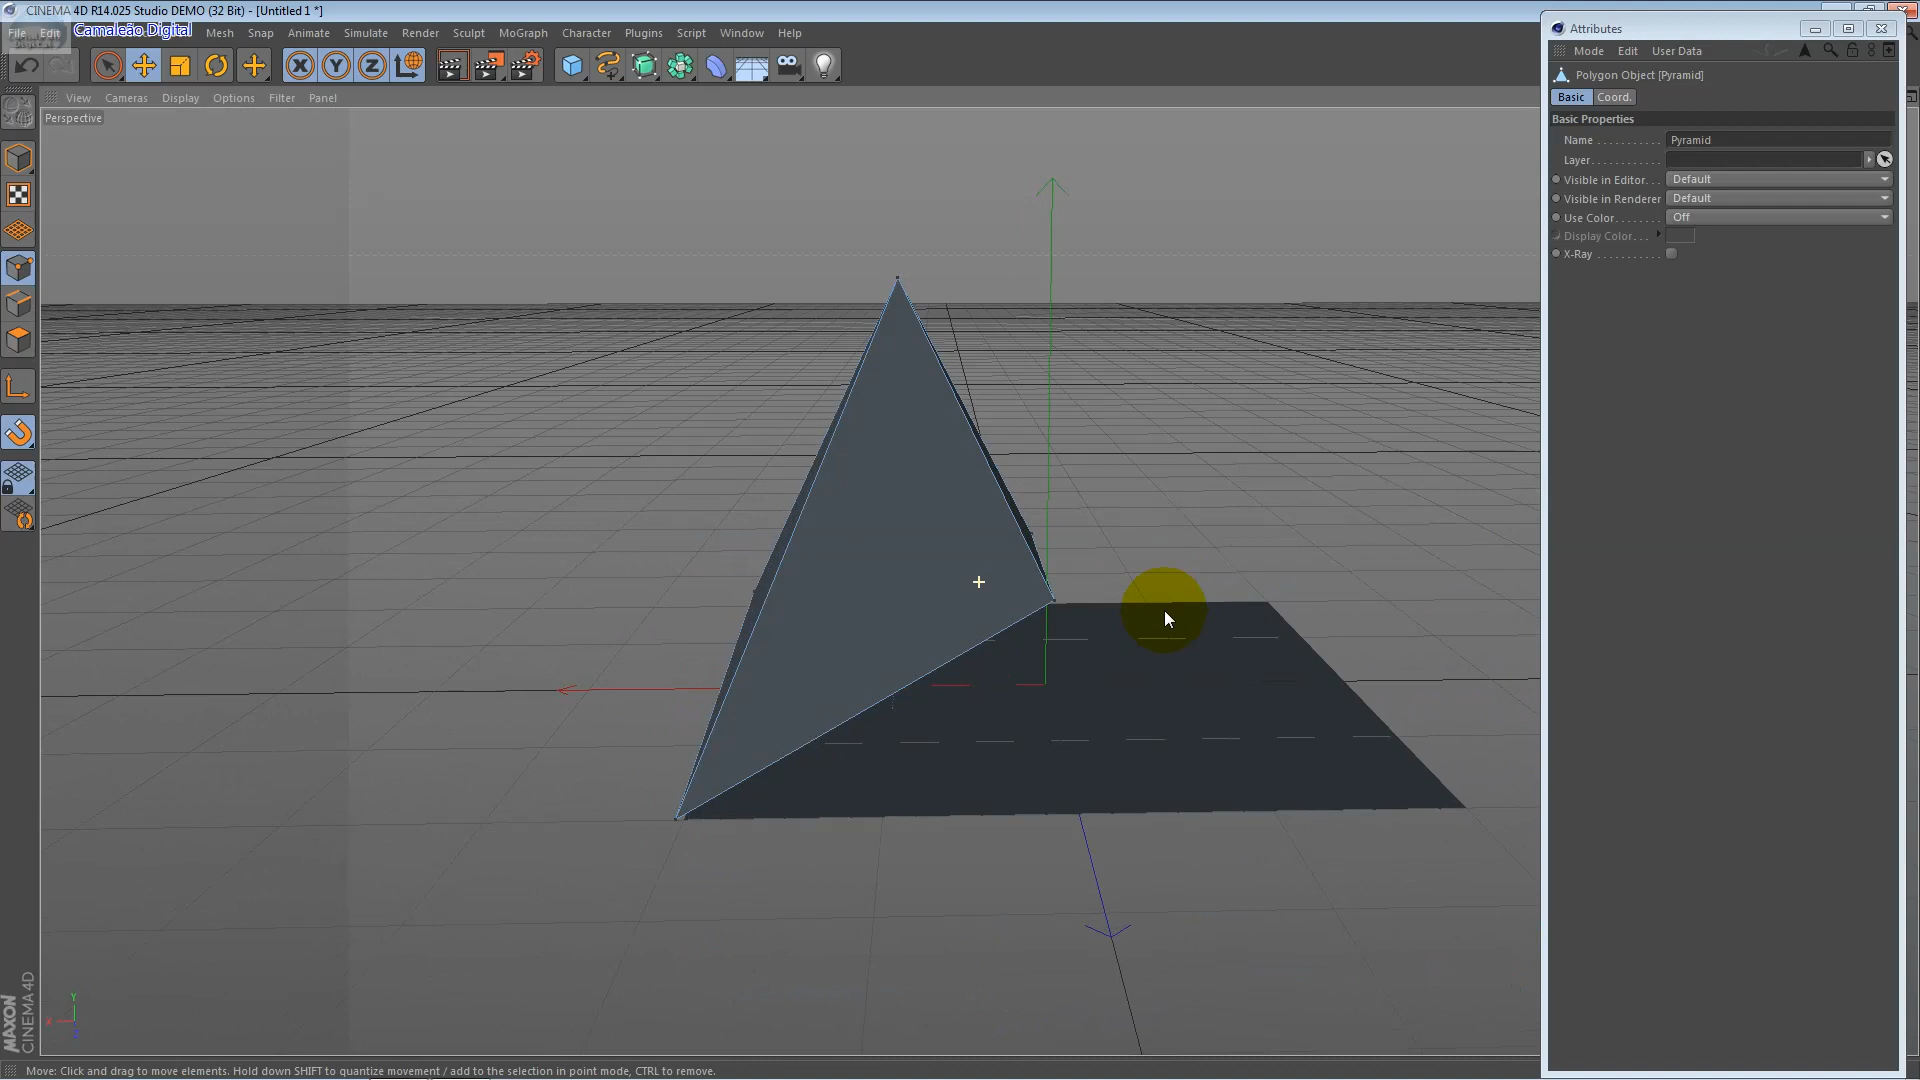 CINEMA 4D R14.025 Studio DEMO (32 Bit) - [Untitled 1 *]
Attributes
File Edit Camaleão Digital Mesh Snap Animate Simulate Render Sculpt MoGraph Character Plugins Script Window Help
Mode Edit User Data
Polygon Object [Pyramid]
View Cameras Display Options Filter Panel
Basic Coord.
Perspective
Basic Properties
Name . . . . . . . . . . . Pyramid
Layer. . . . . . . . . . . .
Visible in Editor. . . Default
Visible in Renderer Default
Use Color. . . . . . . . Off
Display Color. . .
X-Ray . . . . . . . . . . .
Y
X
Z
MAXON
CINEMA 4D
Move: Click and drag to move elements. Hold down SHIFT to quantize movement / add to the selection in point mode, CTRL to remove.